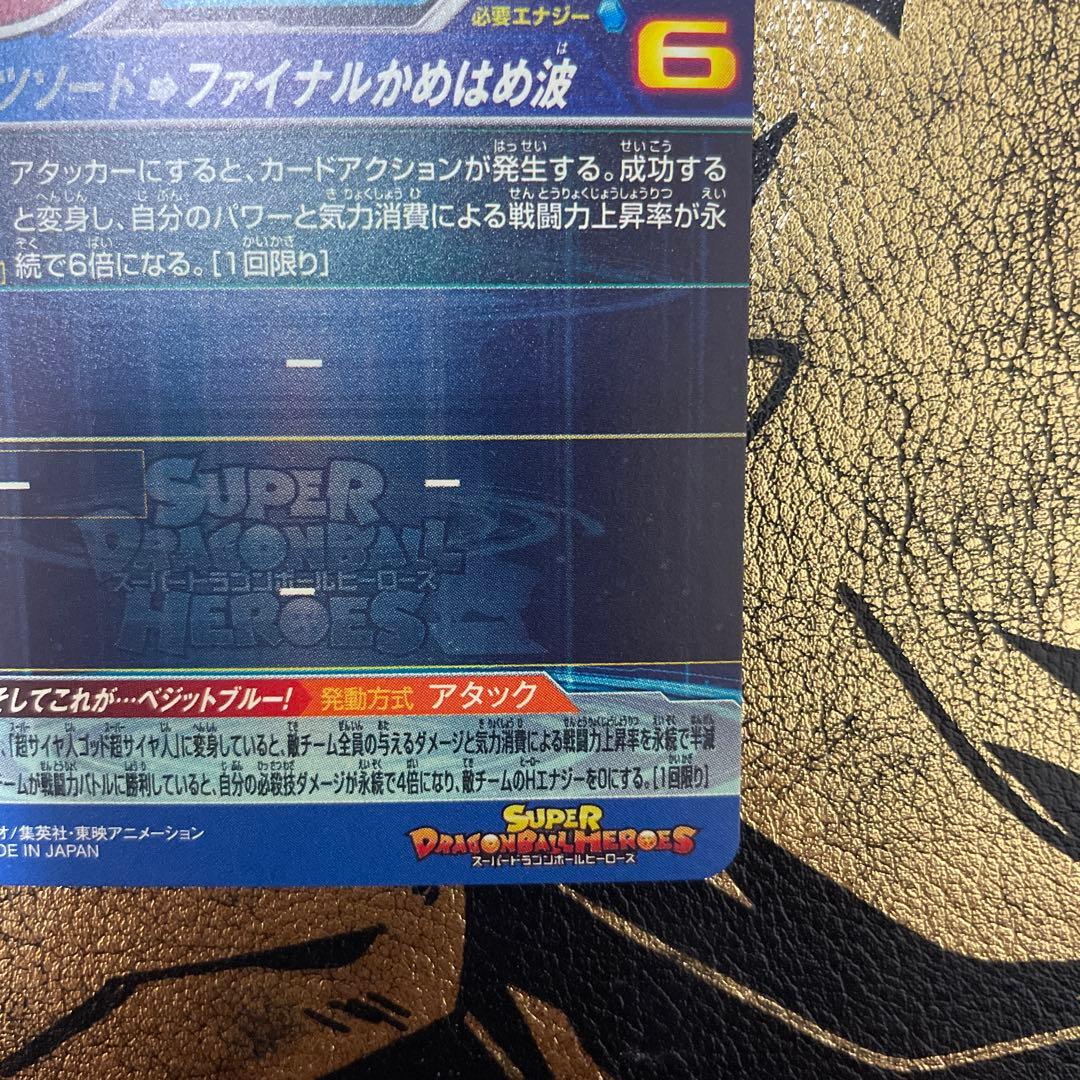 必要エナジー 6
ツソード➡ファイナルかめはめ波
アタッカーにすると、カードアクションが発生する。成功する
と変身し、自分のパワーと気力消費による戦闘力上昇率が永
続で6倍になる。[1回限り]
ー
ー ー
SUPER
DRAGONBALL
スーパードラゴンボールヒーローズ
HEROES
ー
そしてこれが…ベジットブルー! 発動方式 アタック
、「超サイヤ人ゴッド超サイヤ人」に変身していると、敵チーム全員の与えるダメージと気力消費による戦闘力上昇率を永続で半減
ームが戦闘力バトルに勝利していると、自分の必殺技ダメージが永続で4倍になり、敵チームのHエナジーを0にする。[1回限り]
オ/集英社・東映アニメーション
DE IN JAPAN
SUPER
DRAGONBALL HEROES
スーパードラゴンボールヒーローズ